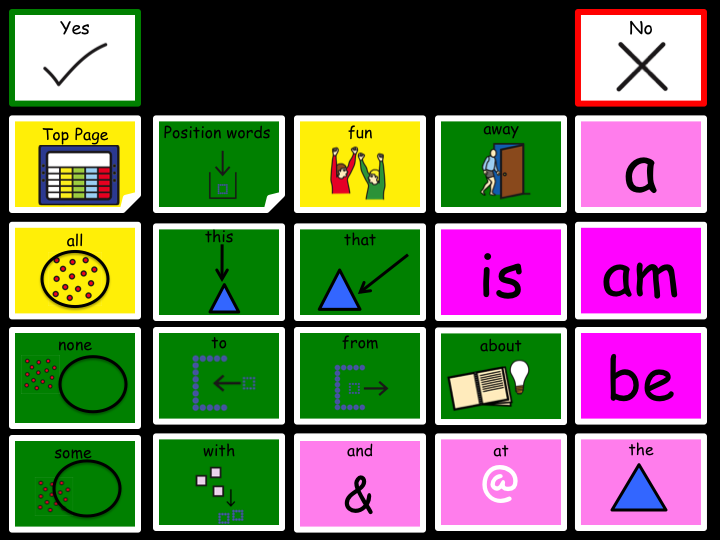 Yes
No
Top Page
Position words
fun
away
a
all
this
that
is
am
none
to
from
about
be
some
with
and
&
at
@
the